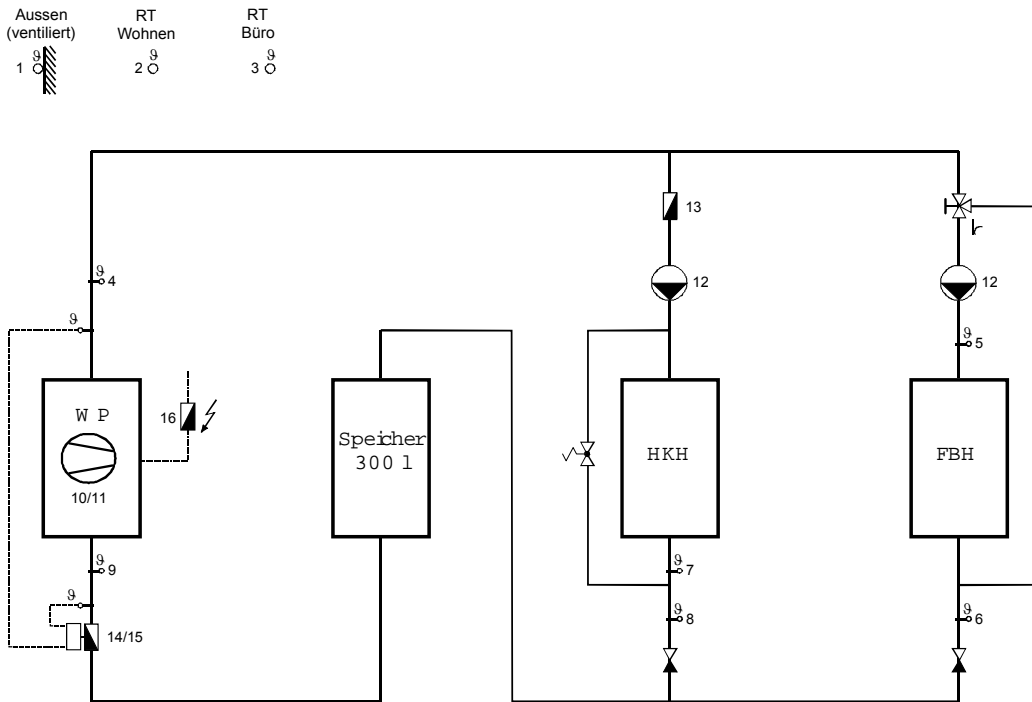 Aussen
(ventiliert)
RT
Wohnen
RT
Büro
ϑ
1
ϑ
2
ϑ
3
13
ϑ
4
12
12
ϑ
ϑ
5
WP
10/11
16
Speicher
300 l
HKH
FBH
ϑ
9
ϑ
7
ϑ
ϑ
8
ϑ
6
14/15